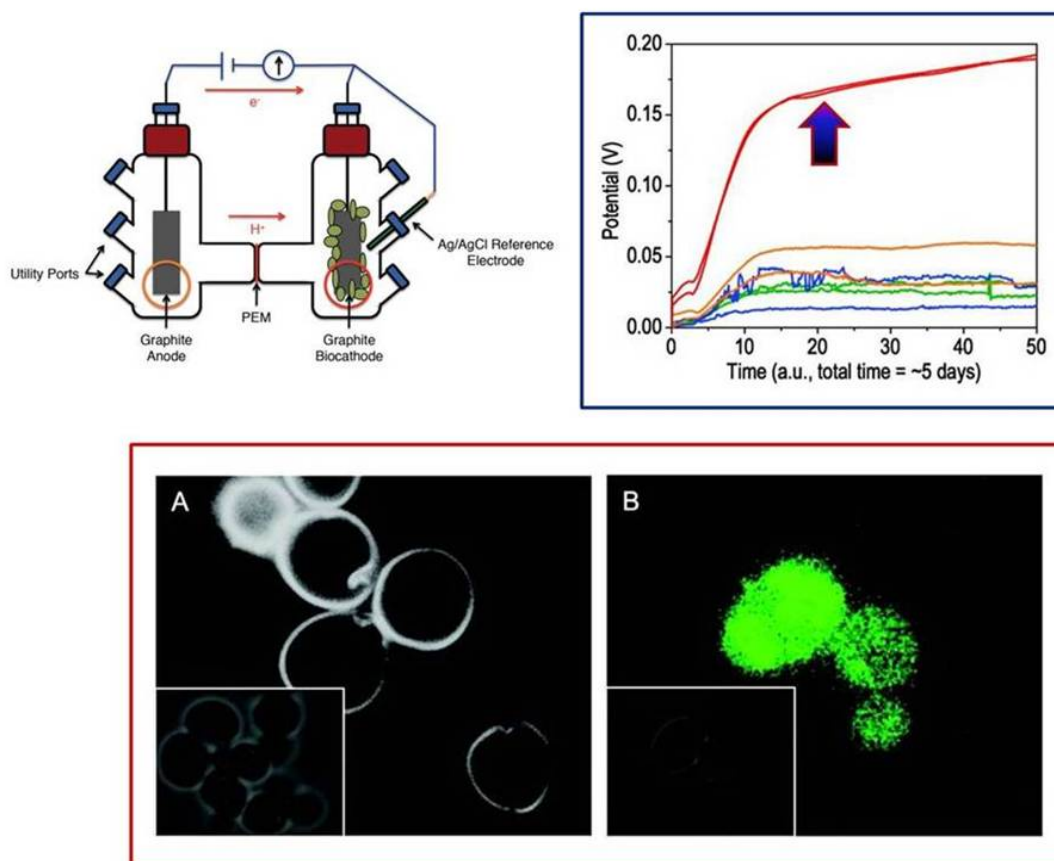 e-
H+
Utility Ports
Ag/AgCl Reference
Electrode
PEM
Graphite
Anode
Graphite
Biocathode
0.20
0.15
0.10
0.05
0.00
Potential (V)
0 10 20 30 40 50
Time (a.u., total time = ~5 days)
A
B